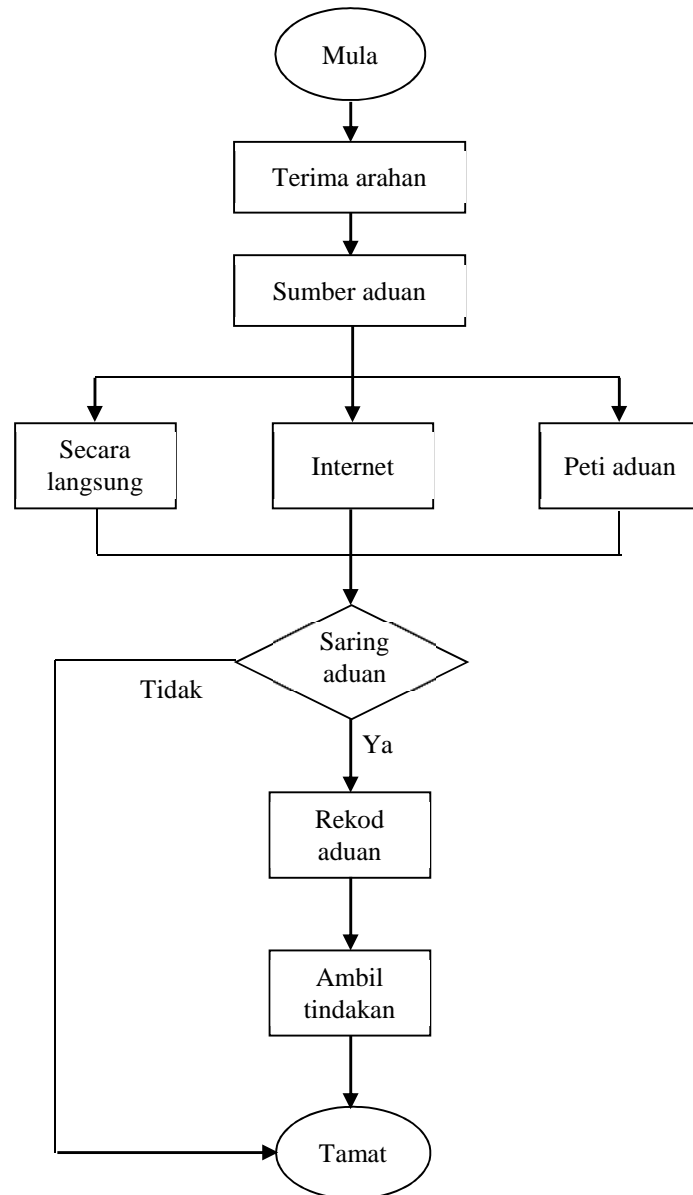 Mula
Terima arahan
Sumber aduan
Secara
langsung
Internet
Peti aduan
Saring
aduan
Tidak
Ya
Rekod
aduan
Ambil
tindakan
Tamat